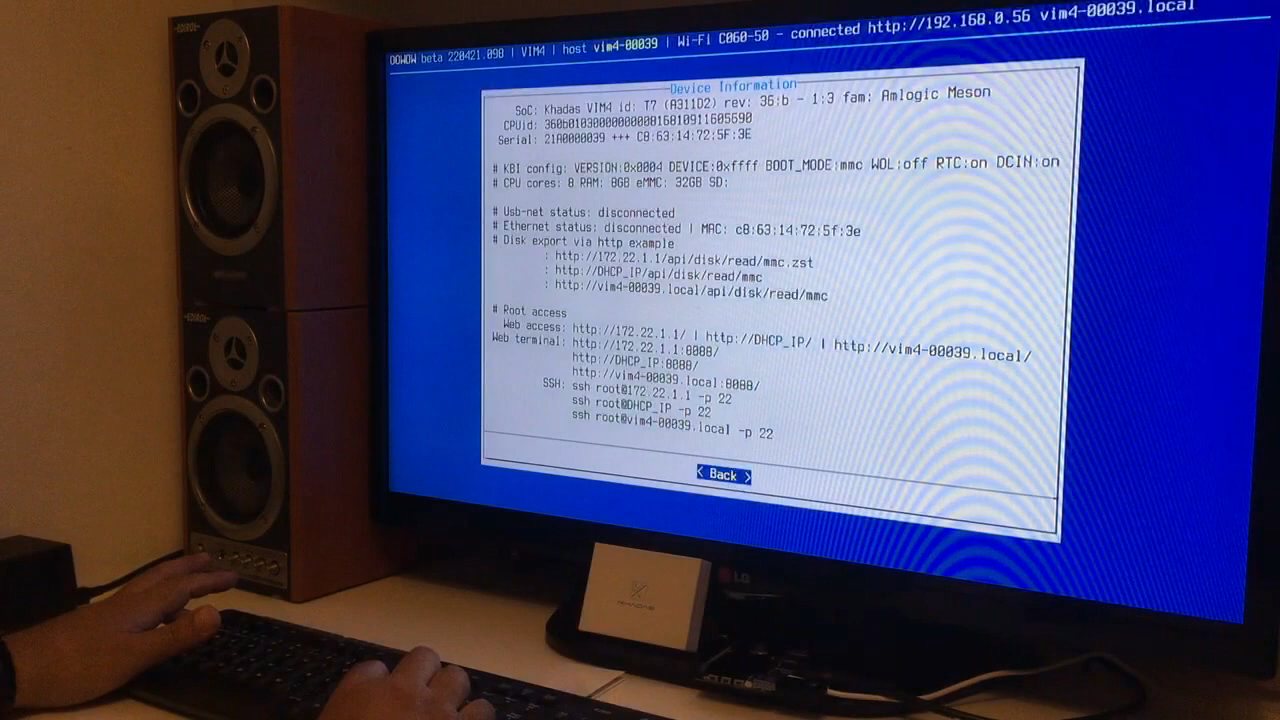 OOWOW beta 220421.090 | VIM4 | host vim4-00039 | Wi-Fi C060-50 - connected http://192.168.0.56 vim4-00039.local
Device Information
SoC: Khadas VIM4 id: T7 (A311D2) rev: 36:b - 1:3 fam: Amlogic Meson
CPUid: 360b010300000000816810911605690
Serial: 21A0000039 +++ C8:63:14:72:5F:3E
# KBI config: VERSION:0x0004 DEVICE:0xffff BOOT_MODE:mmc WOL:off RTC:on DCIN:on
# CPU cores: 8 RAM: 8GB eMMC: 32GB SD:
# Usb-net status: disconnected
# Ethernet status: disconnected | MAC: c8:63:14:72:5f:3e
# Disk export via http example
: http://172.22.1.1/api/disk/read/mmc.zst
: http://DHCP_IP/api/disk/read/mmc
: http://vim4-00039.local/api/disk/read/mmc
# Root access
Web access: http://172.22.1.1/ | http://DHCP_IP/ | http://vim4-00039.local/
Web terminal: http://172.22.1.1:8088/
http://DHCP_IP:8088/
http://vim4-00039.local:8088/
SSH: ssh root@172.22.1.1 -p 22
ssh root@DHCP_IP -p 22
ssh root@vim4-00039.local -p 22
< Back >
LG
KHADAS